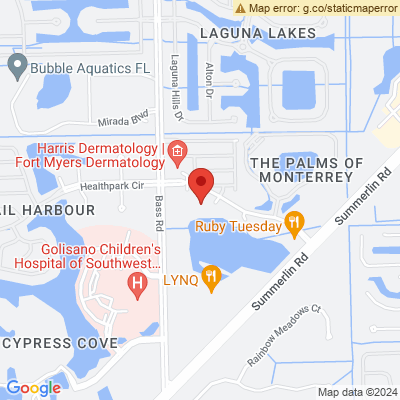 Map error: g.co/staticmaperror
LAGUNA LAKES
Bubble Aquatics FL
Laguna Hills Dr
Alton Dr
Mirada Blvd
Harris Dermatology |
Fort Myers Dermatology
THE PALMS OF
MONTERREY
Healthpark Cir
Summerlin Rd
AIL HARBOUR
Bass Rd
Ruby Tuesday
Golisano Children's
Hospital of Southwest...
LYNQ
Summerlin Rd
Rainbow Meadows Ct
CYPRESS COVE
Google
Map data ©2024